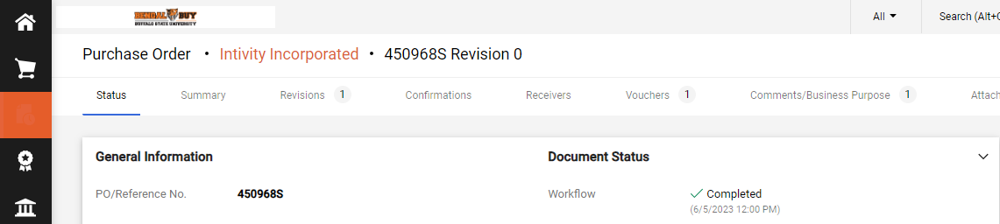 BENGAL BUY
BUFFALO STATE UNIVERSITY
All
Search (Alt+
Purchase Order • Intivity Incorporated • 450968S Revision 0
Status Summary Revisions 1 Confirmations Receivers Vouchers 1 Comments/Business Purpose 1 Attach
General Information Document Status
PO/Reference No. 450968S Workflow Completed
(6/5/2023 12:00 PM)